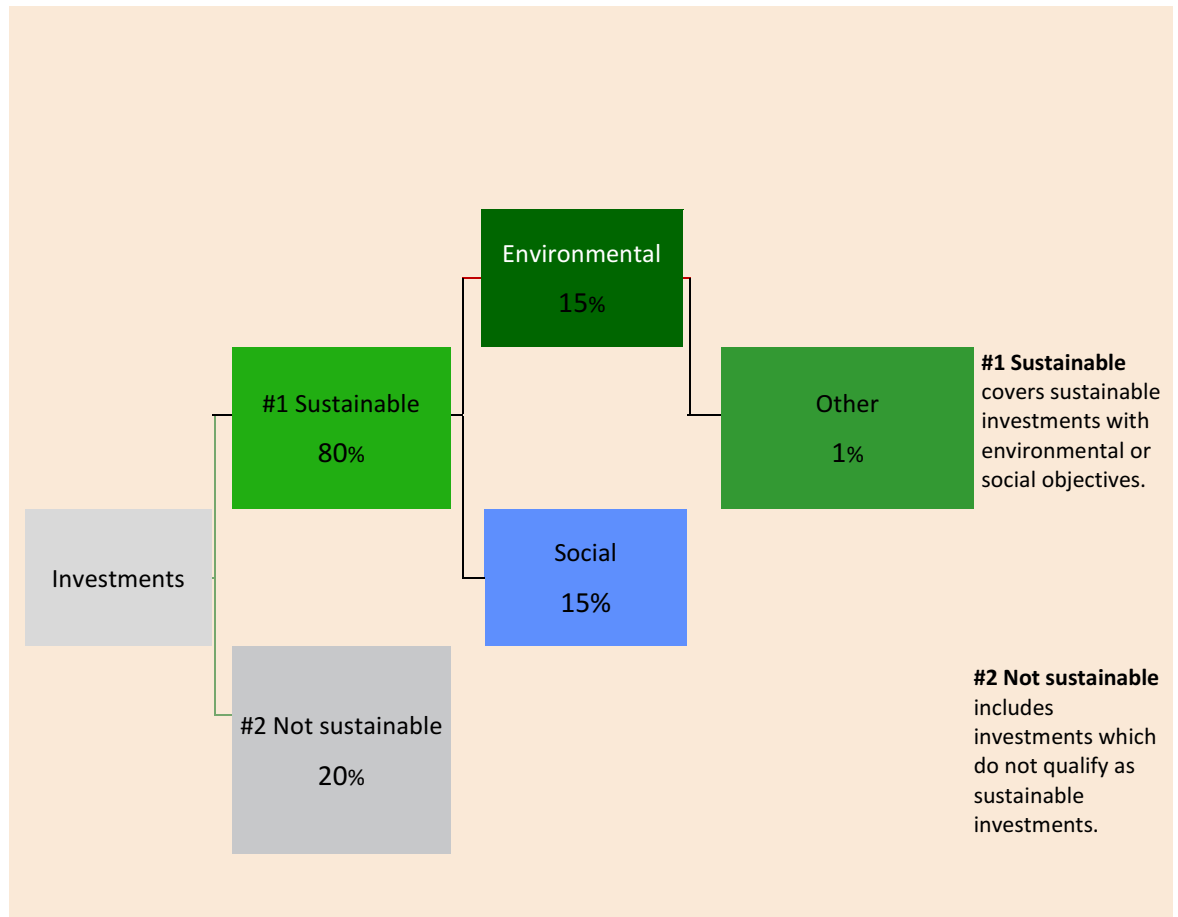 Environmental
15%
#1 Sustainable
80%
Other
1%
#1 Sustainable
covers sustainable
investments with
environmental or
social objectives.
Investments
Social
15%
#2 Not sustainable
20%
#2 Not sustainable
includes
investments which
do not qualify as
sustainable
investments.